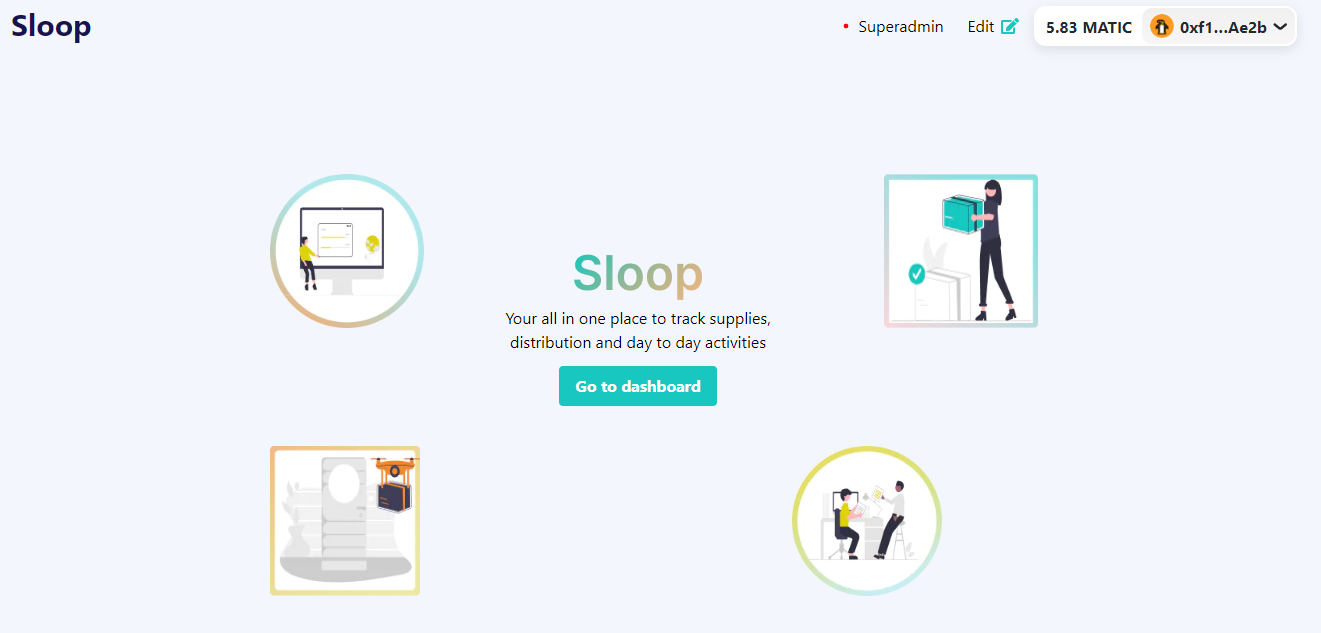 Sloop
Superadmin
Edit
5.83 MATIC
0xf1...Ae2b
Sloop
Your all in one place to track supplies,
distribution and day to day activities
Go to dashboard